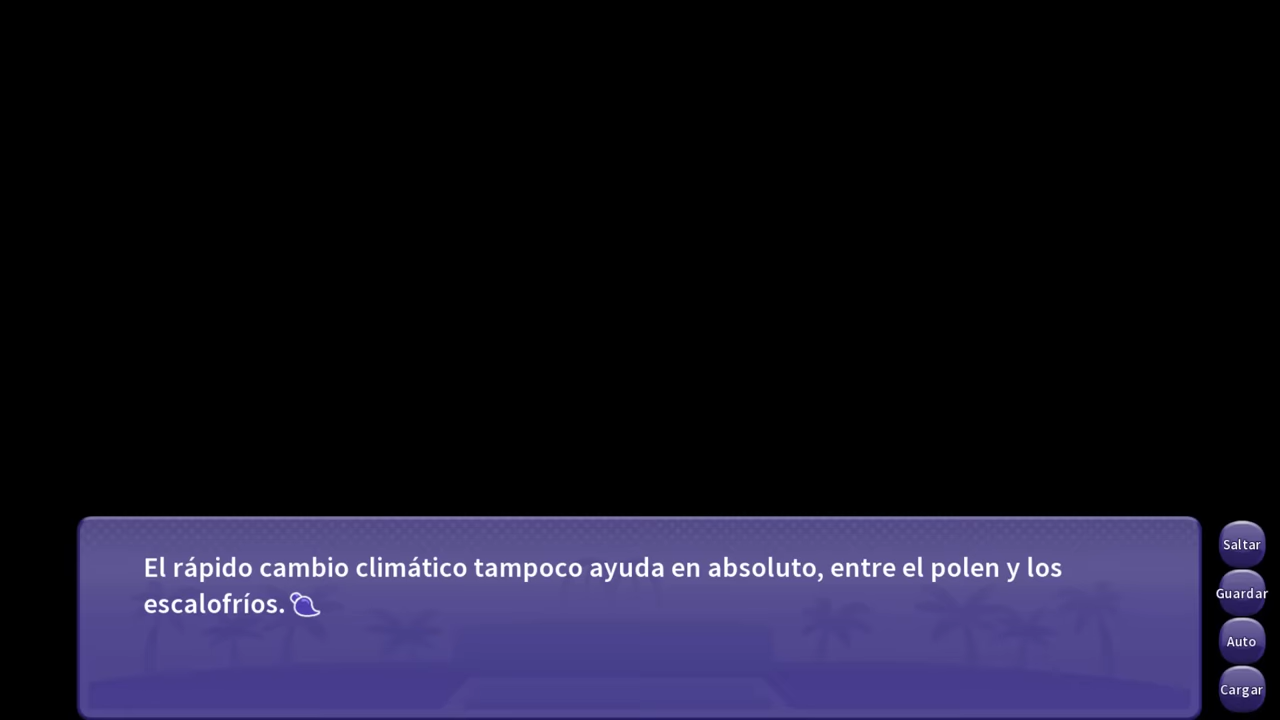 El rápido cambio climático tampoco ayuda en absoluto, entre el polen y los
escalofríos.
Saltar
Guardar
Auto
Cargar